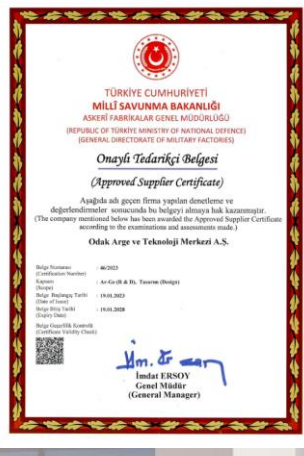 TÜRKİYE CUMHURİYETİ
MİLLÎ SAVUNMA BAKANLIĞI
ASKERÎ FABRİKALAR GENEL MÜDÜRLÜĞÜ
(REPUBLIC OF TÜRKİYE MINISTRY OF NATIONAL DEFENCE)
(GENERAL DIRECTORATE OF MILITARY FACTORIES)
Onaylı Tedarikçi Belgesi
(Approved Supplier Certificate)
Aşağıda adı geçen firma yapılan denetleme ve
değerlendirmeler sonucunda bu belgeyi almaya hak kazanmıştır.
(The company mentioned below has been awarded the Approved Supplier Certificate
according to the examinations and assessments made.)
Odak Arge ve Teknoloji Merkezi A.Ş.
Belge Numarası : 46/2023
(Certification Number)
Kapsam : Ar-Ge (R & D), Tasarım (Design)
(Scope)
Belge Başlangıç Tarihi : 19.01.2023
(Date of Issue)
Belge Bitiş Tarihi : 19.01.2028
(Expiry Date)
Belge Geçerlilik Kontrolü
(Certificate Validity Check)
İmdat ERSOY
Genel Müdür
(General Manager)